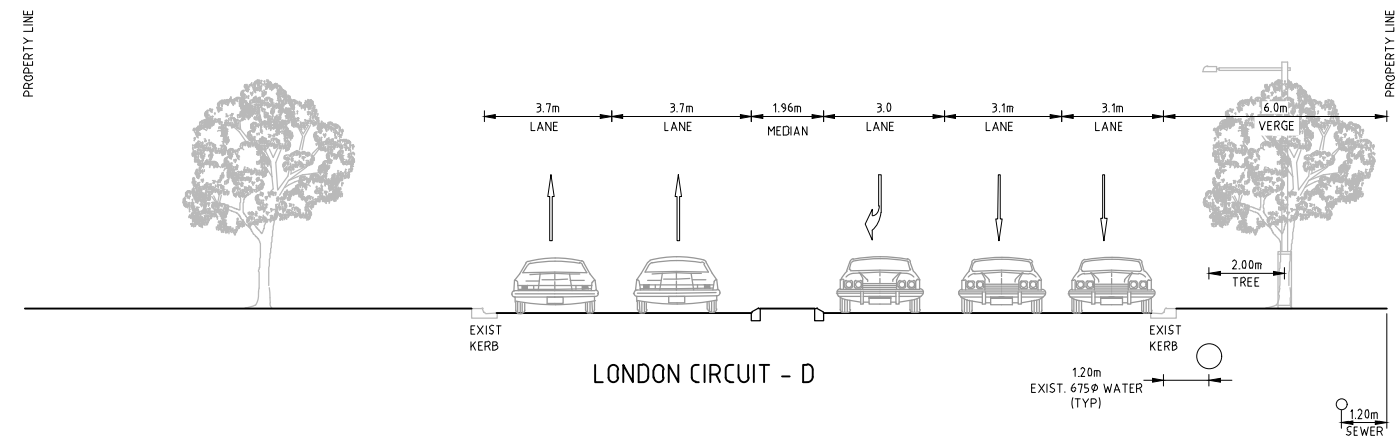 PROPERTY LINE
PROPERTY LINE
3.7m
LANE
3.7m
LANE
1.96m
MEDIAN
3.0
LANE
3.1m
LANE
3.1m
LANE
6.0m
VERGE
2.00m
TREE
EXIST
KERB
EXIST
KERB
LONDON CIRCUIT - D
1.20m
EXIST. 675Ø WATER
(TYP)
1.20m
SEWER